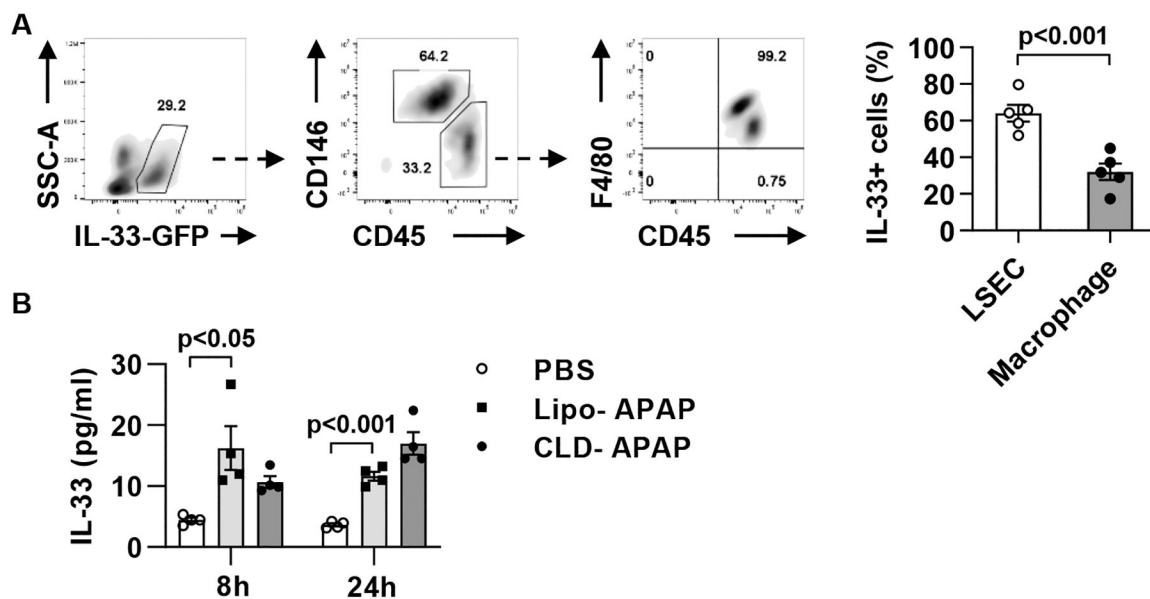 A
SSC-A
1.2M
29.2
IL-33-GFP
CD146
64.2
33.2
CD45
F4/80
0
99.2
0
0.75
CD45
IL-33+ cells (%)
p<0.001
100
80
60
40
20
0
LSEC
Macrophage
B
IL-33 (pg/ml)
30
20
10
0
p<0.05
p<0.001
8h
24h
PBS
Lipo- APAP
CLD- APAP